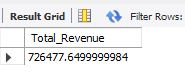 Result Grid Filter Rows:
Total_Revenue
726477.6499999984